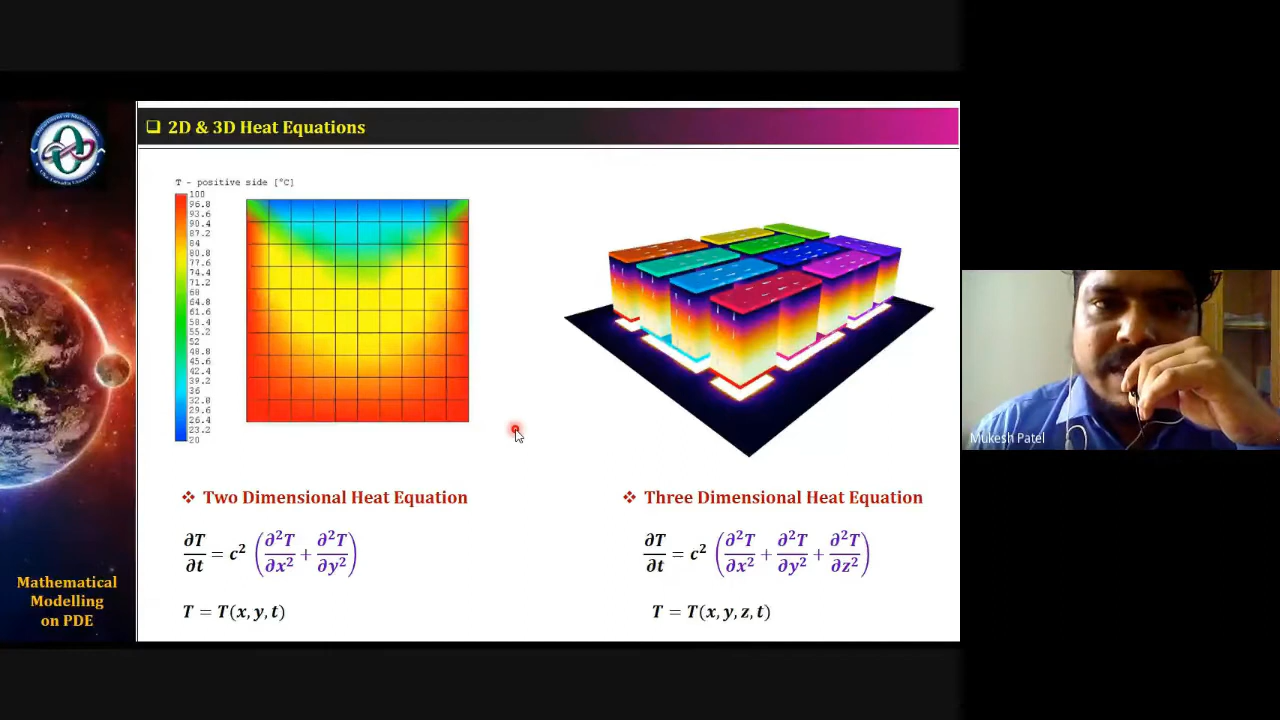 ❑ 2D & 3D Heat Equations
T - positive side [°C]
100
96.8
93.6
90.4
87.2
84
80.8
77.6
74.4
71.2
68
64.8
61.6
58.4
55.2
52
48.8
45.6
42.4
39.2
36
32.8
29.6
26.4
23.2
20
Mukesh Patel
❖ Two Dimensional Heat Equation
∂T/∂t = c² (∂²T/∂x² + ∂²T/∂y²)
T = T(x, y, t)
❖ Three Dimensional Heat Equation
∂T/∂t = c² (∂²T/∂x² + ∂²T/∂y² + ∂²T/∂z²)
T = T(x, y, z, t)
Mathematical
Modelling
on PDE